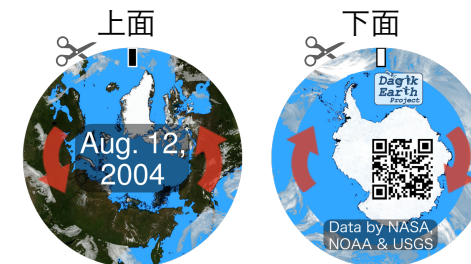 上面
下面
Aug. 12,
2004
Dagik
Earth
Project
Data by NASA,
NOAA & USGS